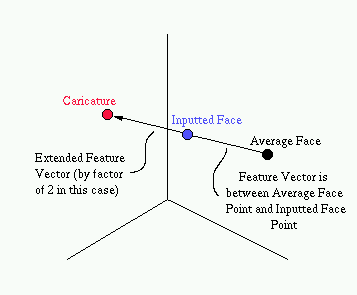 Caricature
Inputted Face
Average Face
Extended Feature
Vector (by factor
of 2 in this case)
Feature Vector is
between Average Face
Point and Inputted Face
Point